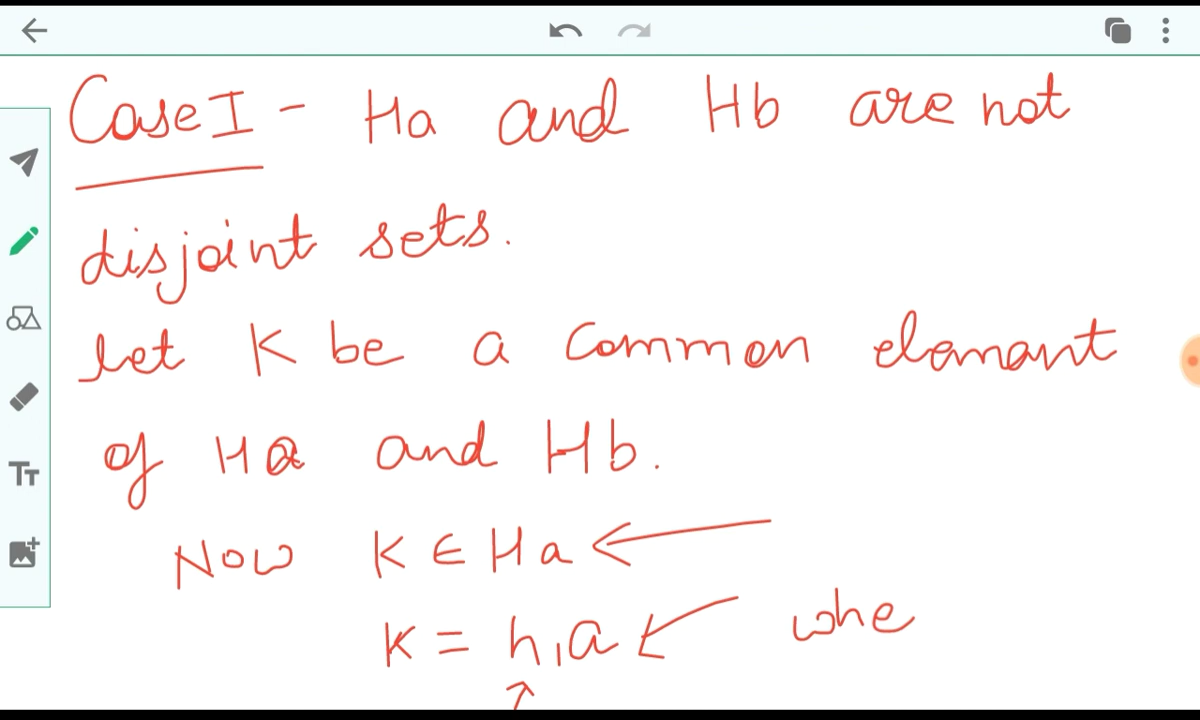 Case I - Ha and Hb are not
disjoint sets.
let K be a common element
of Ha and Hb.
Now K ∈ Ha ←
K = h₁a ← whe
↑
TT